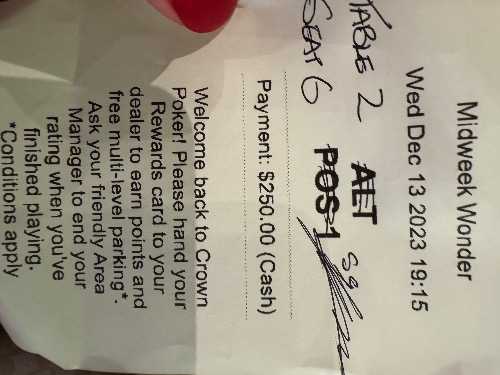 Midweek Wonder
Wed Dec 13 2023 19:15
TABLE 2 ALT
SEAT 6 POS1
Payment: $250.00 (Cash)
Welcome back to Crown
Poker! Please hand your
Rewards card to your
dealer to earn points and
free multi-level parking*.
Ask your friendly Area
Manager to end your
rating when you've
finished playing.
*Conditions apply